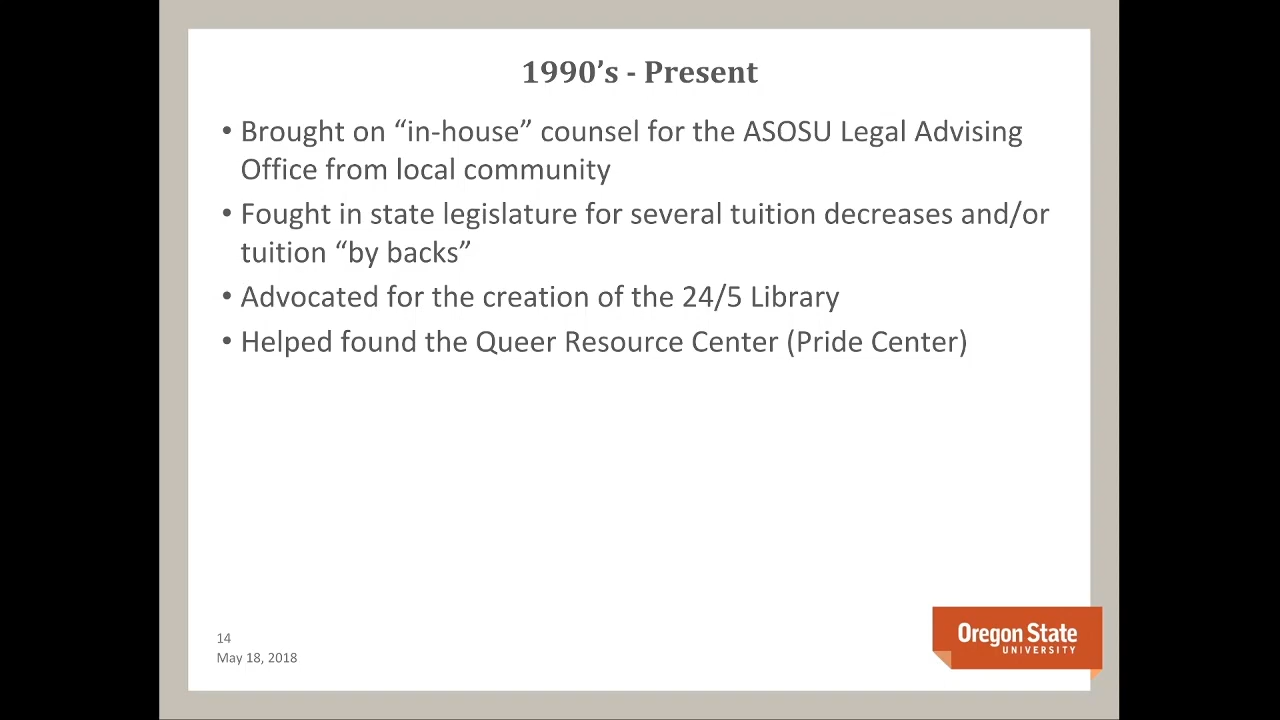 1990’s - Present
• Brought on “in-house” counsel for the ASOSU Legal Advising
Office from local community
• Fought in state legislature for several tuition decreases and/or
tuition “by backs”
• Advocated for the creation of the 24/5 Library
• Helped found the Queer Resource Center (Pride Center)
14
May 18, 2018
Oregon State
UNIVERSITY